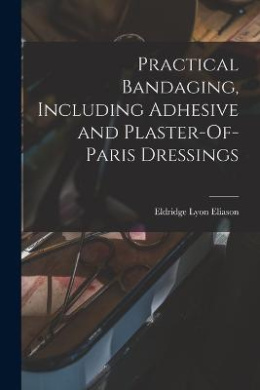 Practical
Bandaging,
Including Adhesive
and Plaster-Of-
Paris Dressings
Eldridge Lyon Eliason